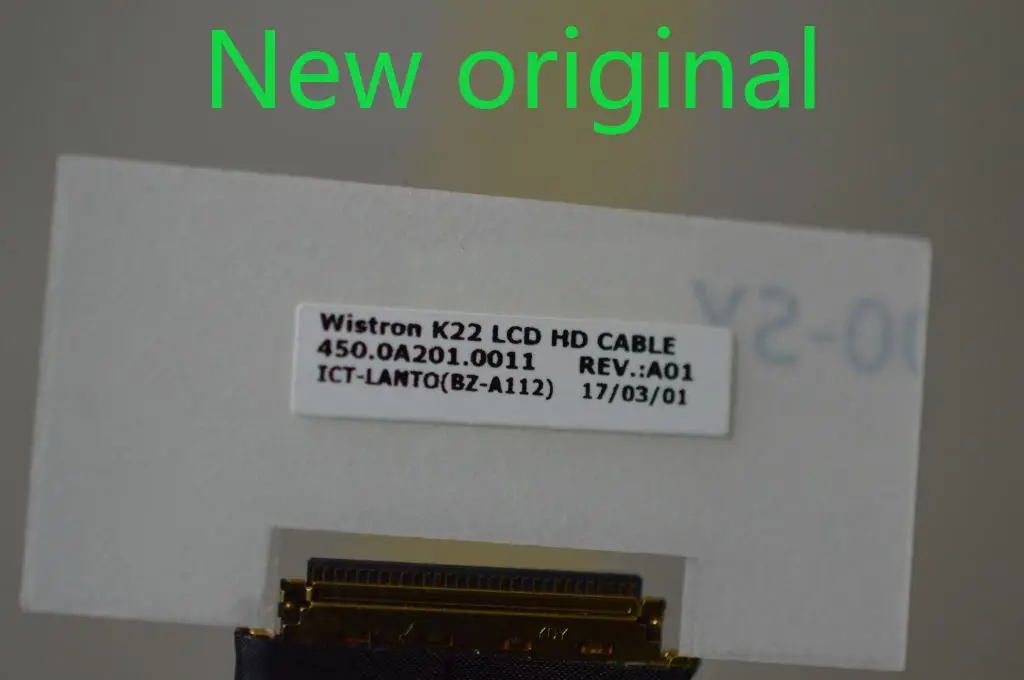 New original
Wistron K22 LCD HD CABLE
450.0A201.0011 REV.:A01
ICT-LANTO(BZ-A112) 17/03/01